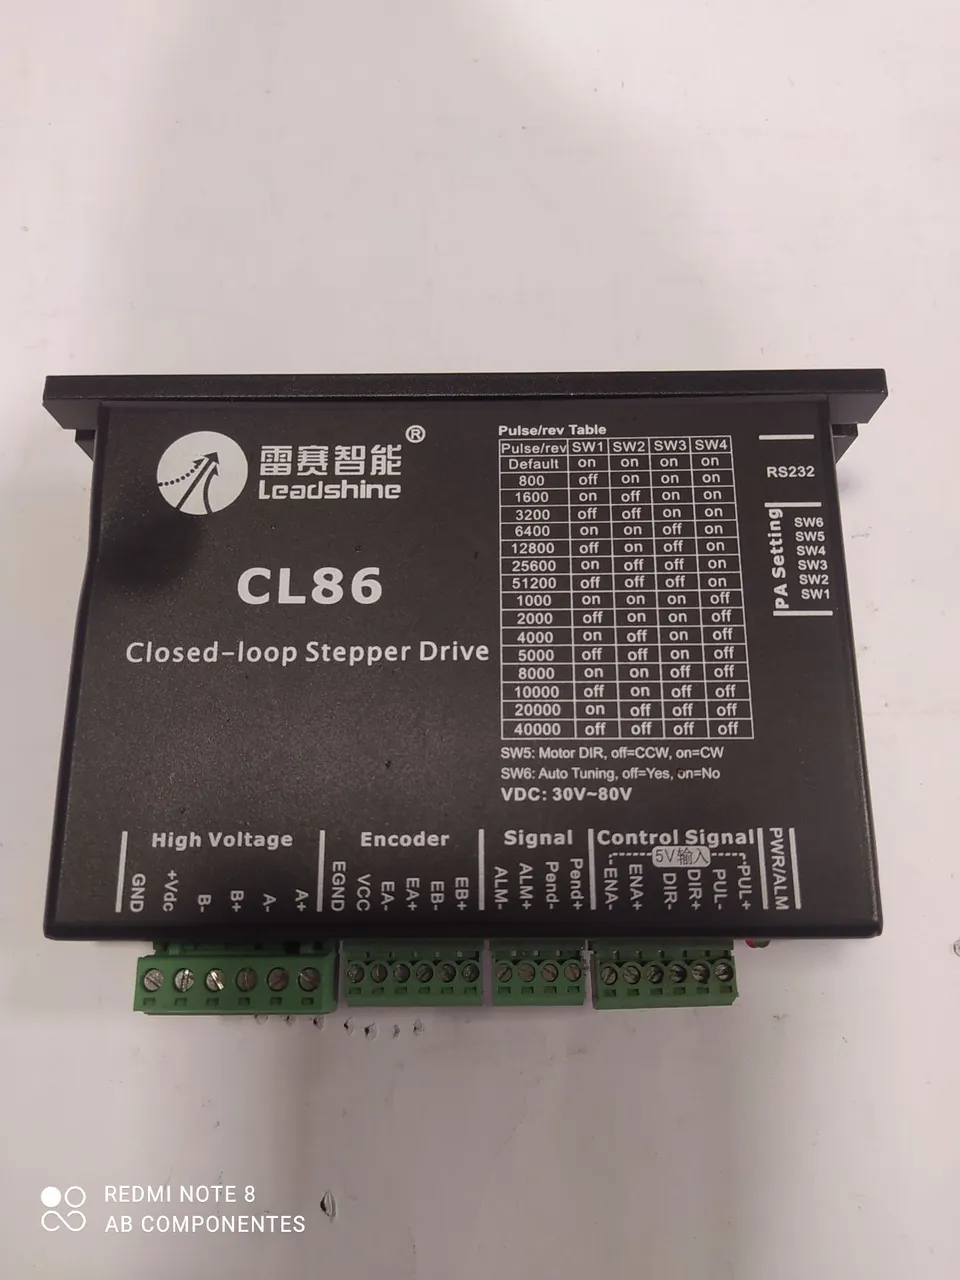 雷赛智能®
Leadshine
CL86
Closed-loop Stepper Drive
Pulse/rev Table
Pulse/rev SW1 SW2 SW3 SW4
Default on on on on
800 off on on on
1600 on off on on
3200 off off on on
6400 on on off on
12800 off on off on
25600 on off off on
51200 off off off on
1000 on on on off
2000 off on on off
4000 on off on off
5000 off off on off
8000 on on off off
10000 off on off off
20000 on off off off
40000 off off off off
SW5: Motor DIR, off=CCW, on=CW
SW6: Auto Tuning, off=Yes, on=No
VDC: 30V~80V
RS232
PA Setting
SW6
SW5
SW4
SW3
SW2
SW1
High Voltage
GND
+Vdc
B-
B+
A-
A+
Encoder
EGND
VCC
EA-
EA+
EB-
EB+
Signal
ALM-
ALM+
Pend-
Pend+
Control Signal
5V输入
ENA-
ENA+
DIR-
DIR+
PUL-
PUL+
PWR/ALM
REDMI NOTE 8
AB COMPONENTES